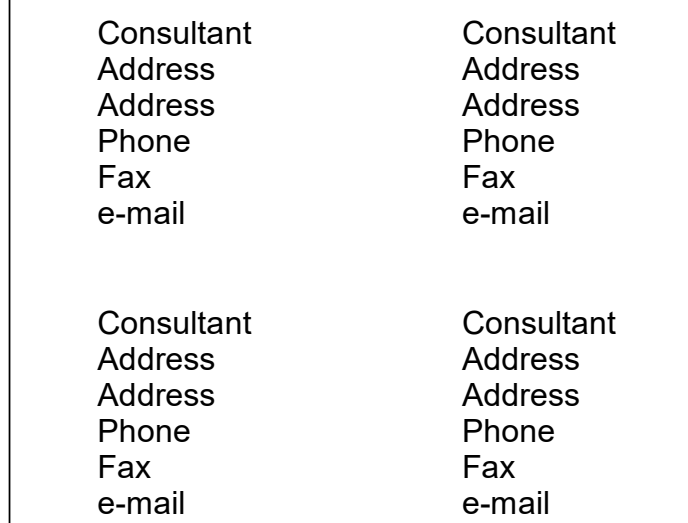 Consultant
Address
Address
Phone
Fax
e-mail
Consultant
Address
Address
Phone
Fax
e-mail
Consultant
Address
Address
Phone
Fax
e-mail
Consultant
Address
Address
Phone
Fax
e-mail